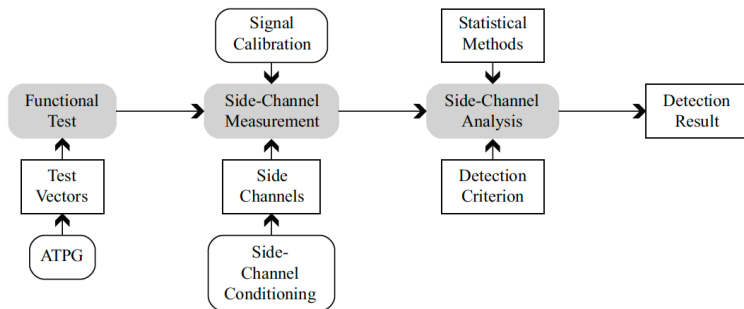 Signal
Calibration
Statistical
Methods
Functional
Test
Side-Channel
Measurement
Side-Channel
Analysis
Detection
Result
Test
Vectors
Side
Channels
Detection
Criterion
ATPG
Side-
Channel
Conditioning